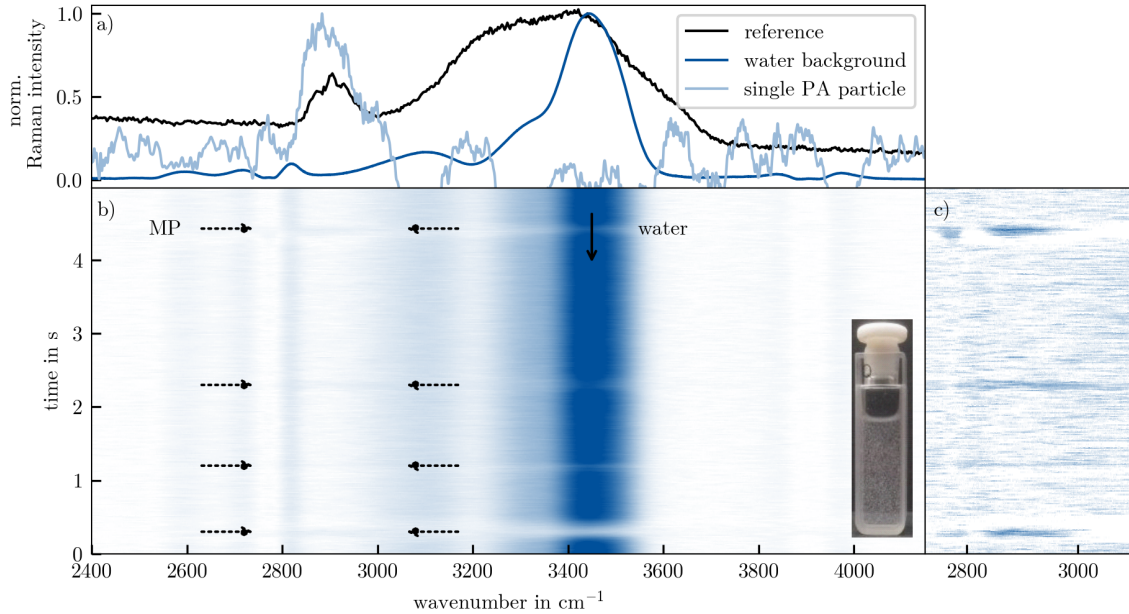 a)
norm.
Raman intensity
1.0
0.5
0.0
reference
water background
single PA particle
b)
MP
water
c)
time in s
4
3
2
1
0
2400 2600 2800 3000 3200 3400 3600 3800 4000
2800 3000
wavenumber in cm⁻¹